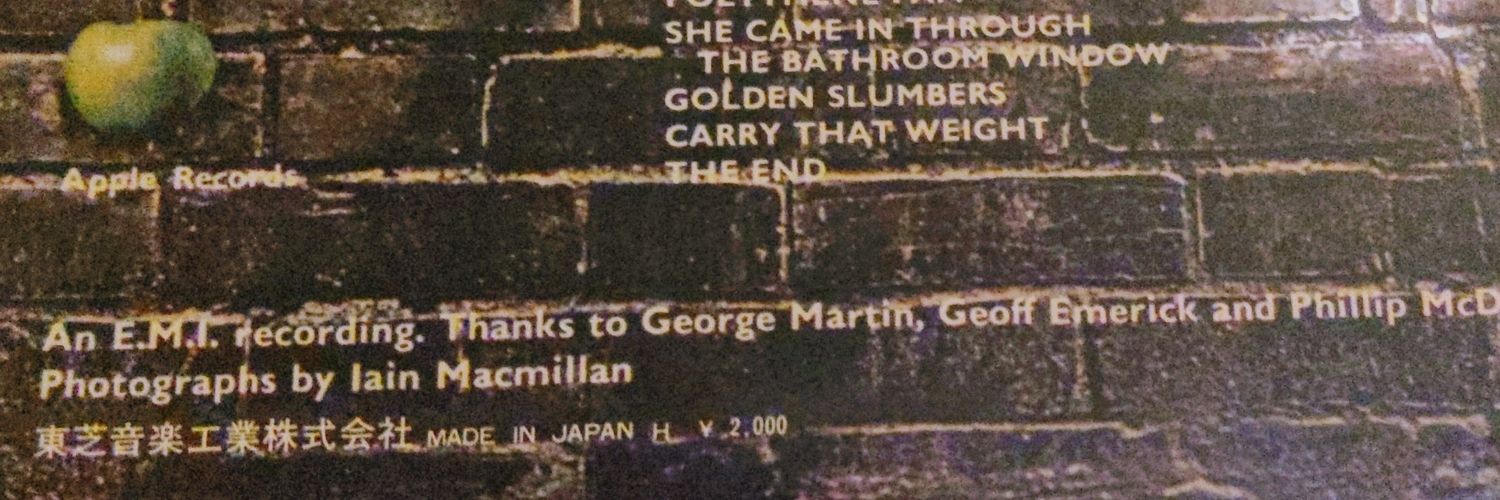 SHE CAME IN THROUGH
THE BATHROOM WINDOW
GOLDEN SLUMBERS
CARRY THAT WEIGHT
THE END
Apple Records
An E.M.I. recording. Thanks to George Martin, Geoff Emerick and Phillip McD
Photographs by Iain Macmillan
東芝音楽工業株式会社 MADE IN JAPAN H ¥ 2,000